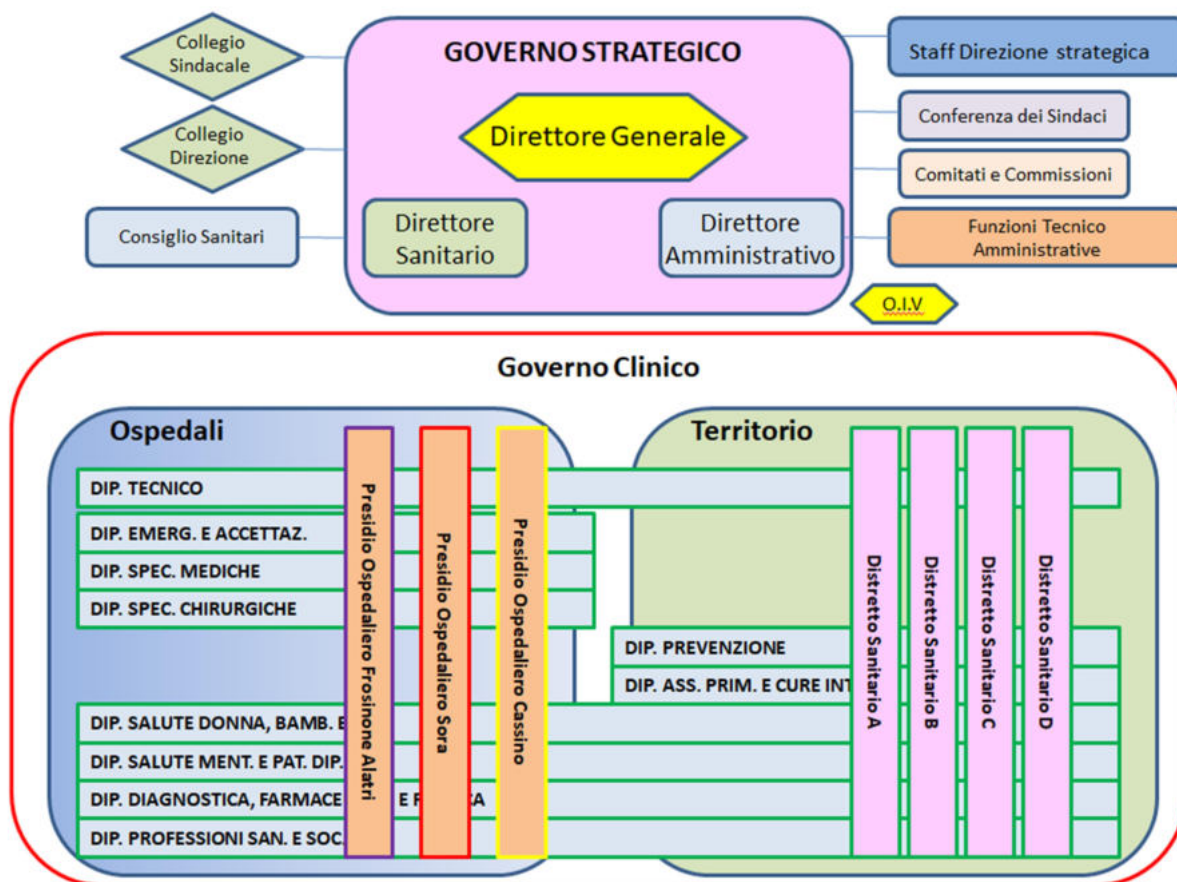 Collegio
Sindacale
GOVERNO STRATEGICO
Staff Direzione strategica
Collegio
Direzione
Direttore Generale
Conferenza dei Sindaci
Comitati e Commissioni
Consiglio Sanitari
Direttore
Sanitario
Direttore
Amministrativo
Funzioni Tecnico
Amministrative
O.I.V
Governo Clinico
Ospedali
Territorio
DIP. TECNICO
DIP. EMERG. E ACCETTAZ.
DIP. SPEC. MEDICHE
DIP. SPEC. CHIRURGICHE
DIP. PREVENZIONE
DIP. ASS. PRIM. E CURE INT
DIP. SALUTE DONNA, BAMB. E
DIP. SALUTE MENT. E PAT. DIP.
DIP. DIAGNOSTICA, FARMACE E
DIP. PROFESSIONI SAN. E SOC.
Presidio Ospedaliero Frosinone Alatri
Presidio Ospedaliero Sora
Presidio Ospedaliero Cassino
Distretto Sanitario A
Distretto Sanitario B
Distretto Sanitario C
Distretto Sanitario D